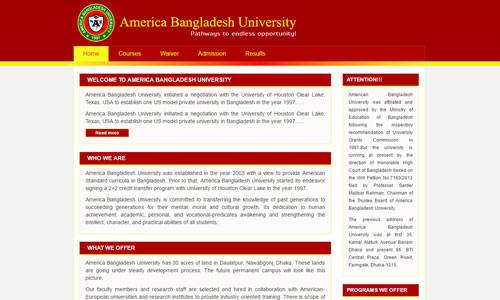 America Bangladesh University
Pathways to endless opportunity!
Home Courses Waiver Admission Results
WELCOME TO AMERICA BANGLADESH UNIVERSITY
America Bangladesh University initiated a negotiation with the University of Houston Clear Lake,
Texas, USA to establish one US model private university in Bangladesh in the year 1997.....
America Bangladesh University initiated a negotiation with the University of Houston Clear Lake,
Texas, USA to establish one US model private university in Bangladesh in the year 1997.....
Read more
WHO WE ARE
America Bangladesh University was established in the year 2003 with a view to provide American
Standard curricula in Bangladesh. Prior to that, America Bangladesh University started its endeavor
signing a 2+2 credit transfer program with University of Houston Clear Lake in the year 1997.
America Bangladesh University is committed to transferring the knowledge of past generations to
succeeding generations for their mental, moral and cultural growth. Its dedication to human
achievement, academic, personal, and vocational-predicates awakening and strengthening the
intellect, character, and practical abilities of all students.
WHAT WE OFFER
America Bangladesh University has 30 acres of land in Daulatpur, Nawabgonj, Dhaka. These lands
are going under steady development process. The future permanent campus will look like this
picture.
Our faculty members and research staff are selected and hired in collaboration with American-
European universities and research institutes to provide industry oriented training. There is scope of
ATTENTION!!!
American Bangladesh
University was affiliated and
approved by the Ministry of
Education of Bangladesh
following the inspectory
recommendation of University
Grants Commission in
1997.But the university is
running at present by the
direction of Honorable High
Court of Bangladesh based on
the Writ Petition No.7160/2013
filed by Professor Sarder
Majibar Rahman, Chairman of
the Trustee Board of America
Bangladesh University.
The previous address of
America Bangladesh
University was at first 35,
Kamal Ataturk Avenue Banani
Dhaka and present 95, BTI
Central Plaza, Green Road,
Farmgate, Dhaka-1215.
PROGRAMS WE OFFER